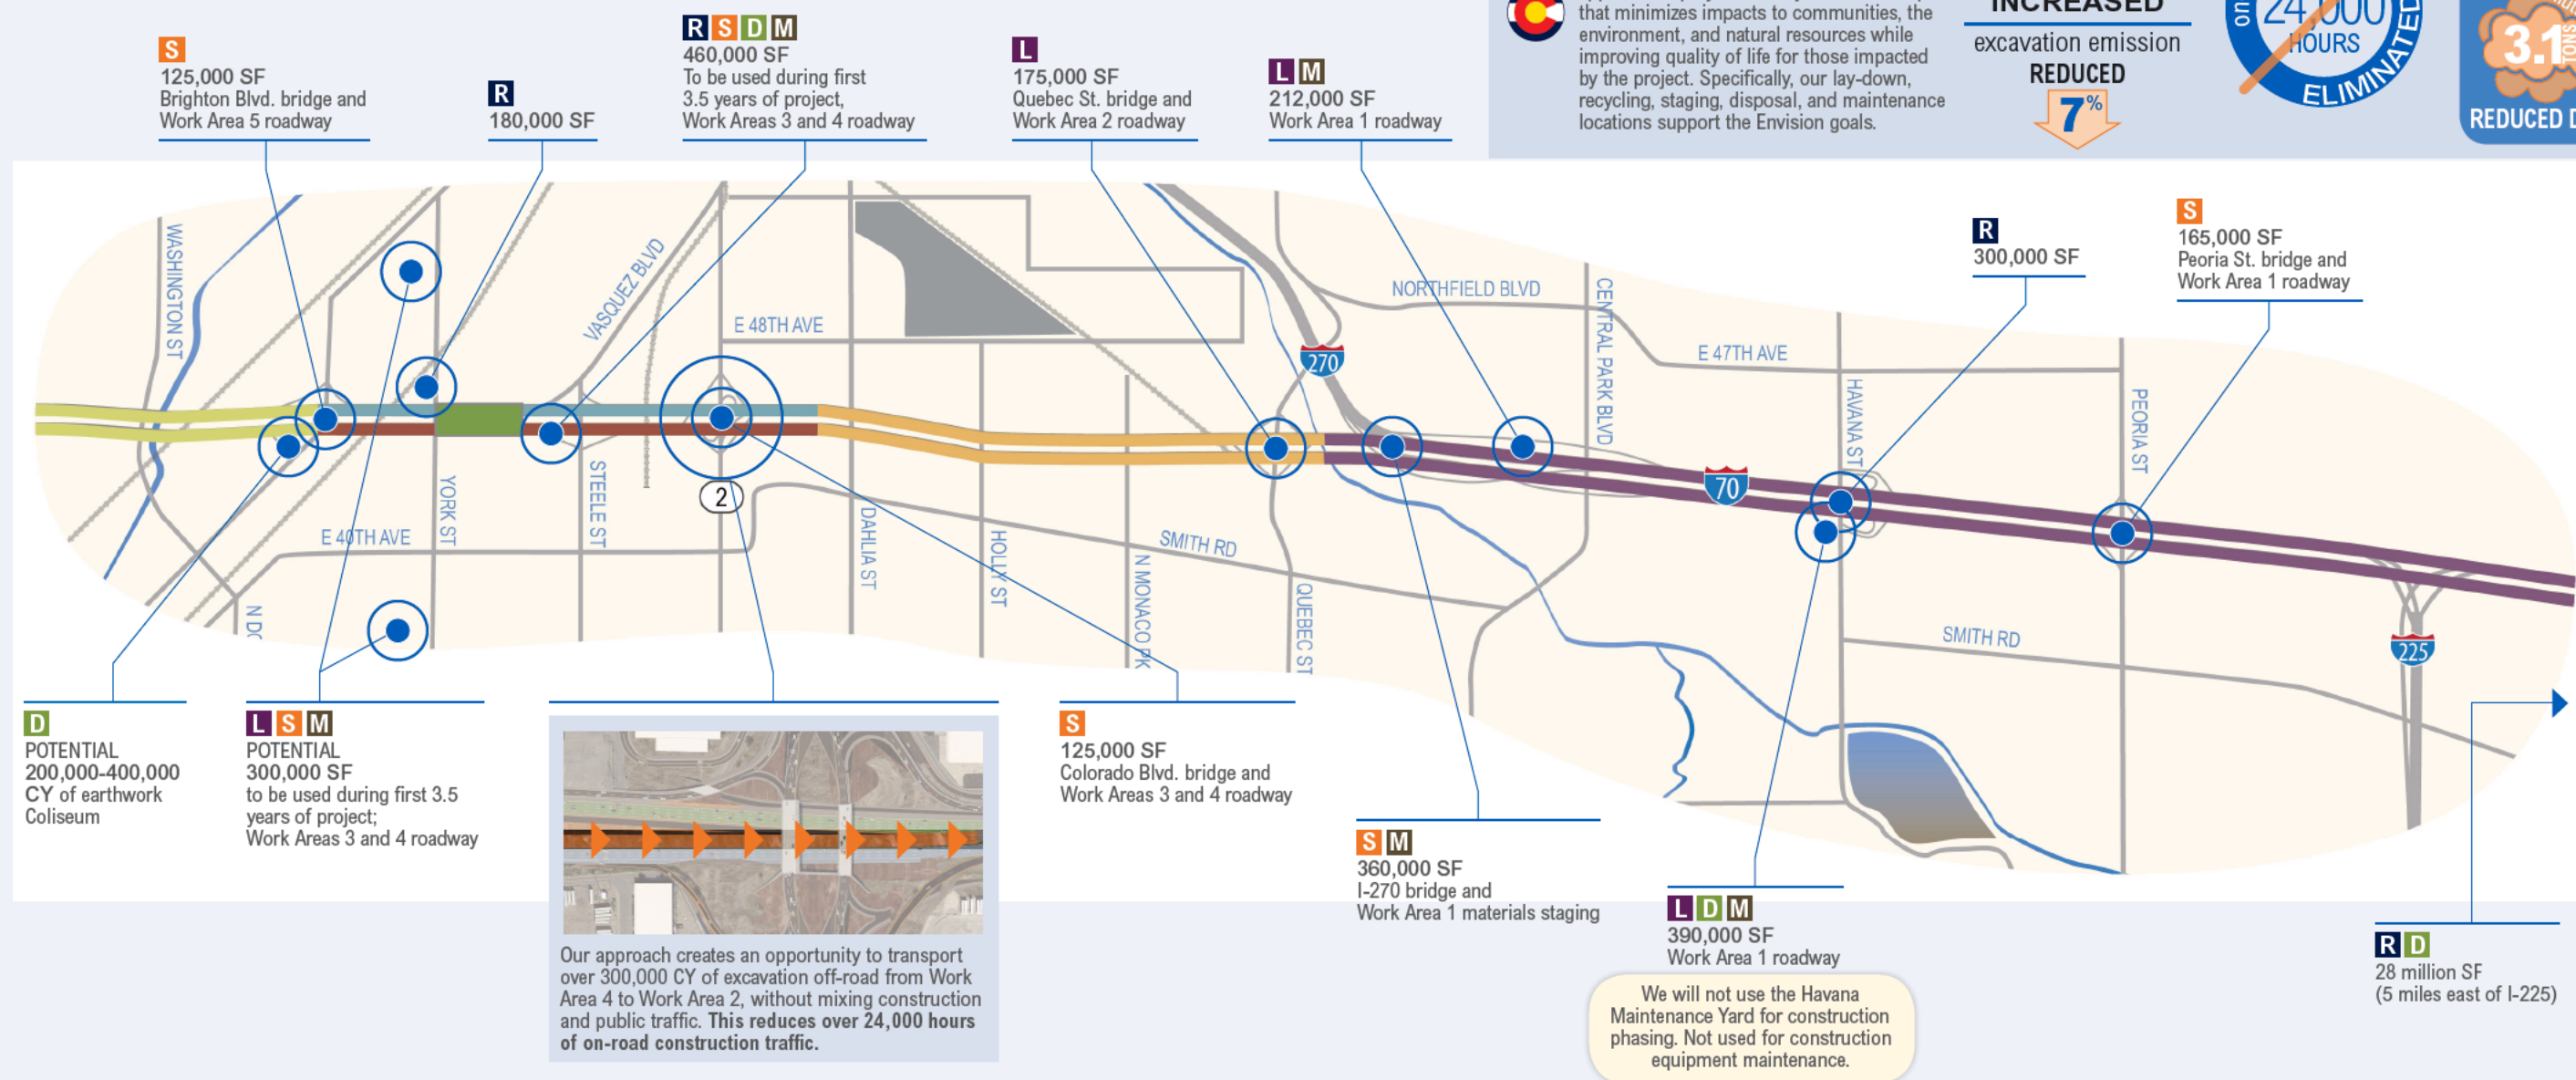 S
125,000 SF
Brighton Blvd. bridge and
Work Area 5 roadway
R
180,000 SF
R S D M
460,000 SF
To be used during first
3.5 years of project,
Work Areas 3 and 4 roadway
L
175,000 SF
Quebec St. bridge and
Work Area 2 roadway
L M
212,000 SF
Work Area 1 roadway
that minimizes impacts to communities, the
environment, and natural resources while
improving quality of life for those impacted
by the project. Specifically, our lay-down,
recycling, staging, disposal, and maintenance
locations support the Envision goals.
INCREASED
excavation emission
REDUCED
7%
on
24,000
HOURS
ELIMINATED
3.1
TONS
REDUCED
R
300,000 SF
S
165,000 SF
Peoria St. bridge and
Work Area 1 roadway
WASHINGTON ST
VASQUEZ BLVD
E 48TH AVE
270
NORTHFIELD BLVD
CENTRAL PARK BLVD
E 47TH AVE
HAVANA ST
PEORIA ST
70
YORK ST
STEELE ST
2
E 40TH AVE
DAHLIA ST
HOLLY ST
SMITH RD
N MONACO PK
QUEBEC ST
N DO
SMITH RD
225
D
POTENTIAL
200,000-400,000
CY of earthwork
Coliseum
L S M
POTENTIAL
300,000 SF
to be used during first 3.5
years of project;
Work Areas 3 and 4 roadway
Our approach creates an opportunity to transport
over 300,000 CY of excavation off-road from Work
Area 4 to Work Area 2, without mixing construction
and public traffic. This reduces over 24,000 hours
of on-road construction traffic.
S
125,000 SF
Colorado Blvd. bridge and
Work Areas 3 and 4 roadway
S M
360,000 SF
I-270 bridge and
Work Area 1 materials staging
L D M
390,000 SF
Work Area 1 roadway
We will not use the Havana
Maintenance Yard for construction
phasing. Not used for construction
equipment maintenance.
R D
28 million SF
(5 miles east of I-225)